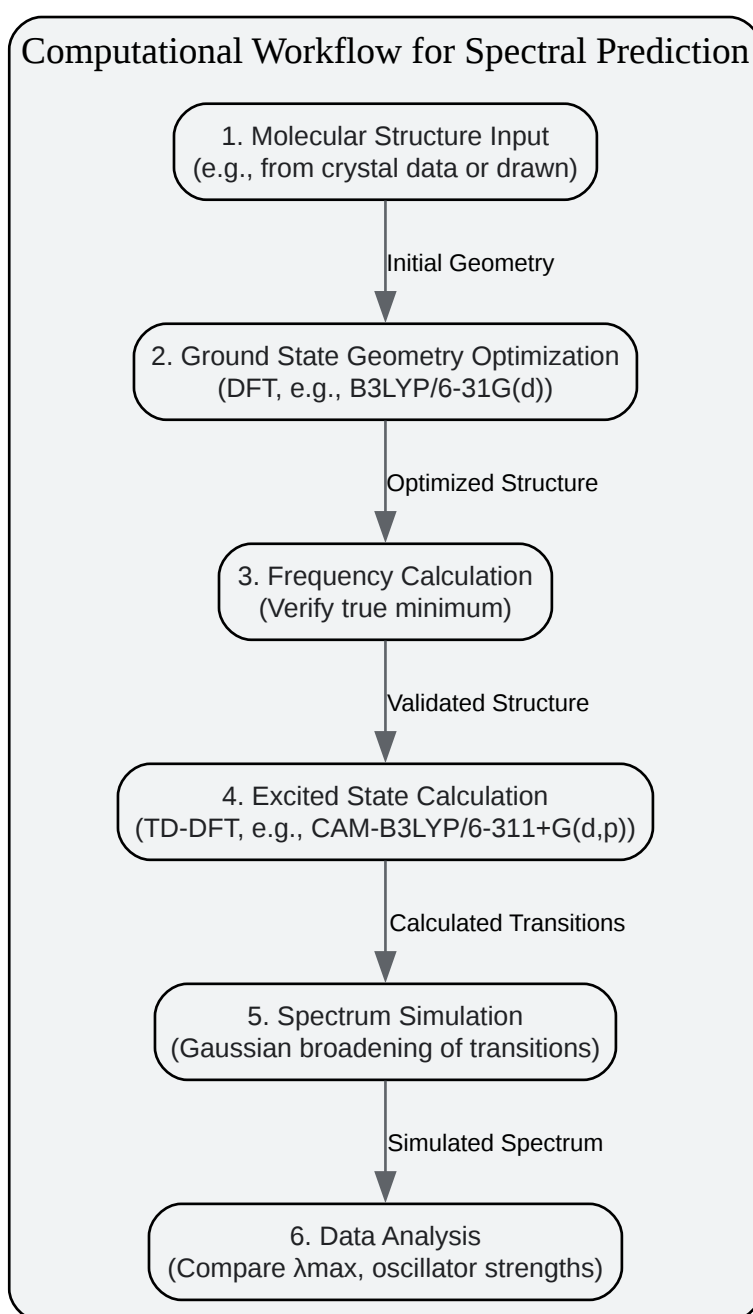 Computational Workflow for Spectral Prediction
1. Molecular Structure Input
(e.g., from crystal data or drawn)
Initial Geometry
2. Ground State Geometry Optimization
(DFT, e.g., B3LYP/6-31G(d))
Optimized Structure
3. Frequency Calculation
(Verify true minimum)
Validated Structure
4. Excited State Calculation
(TD-DFT, e.g., CAM-B3LYP/6-311+G(d,p))
Calculated Transitions
5. Spectrum Simulation
(Gaussian broadening of transitions)
Simulated Spectrum
6. Data Analysis
(Compare λmax, oscillator strengths)